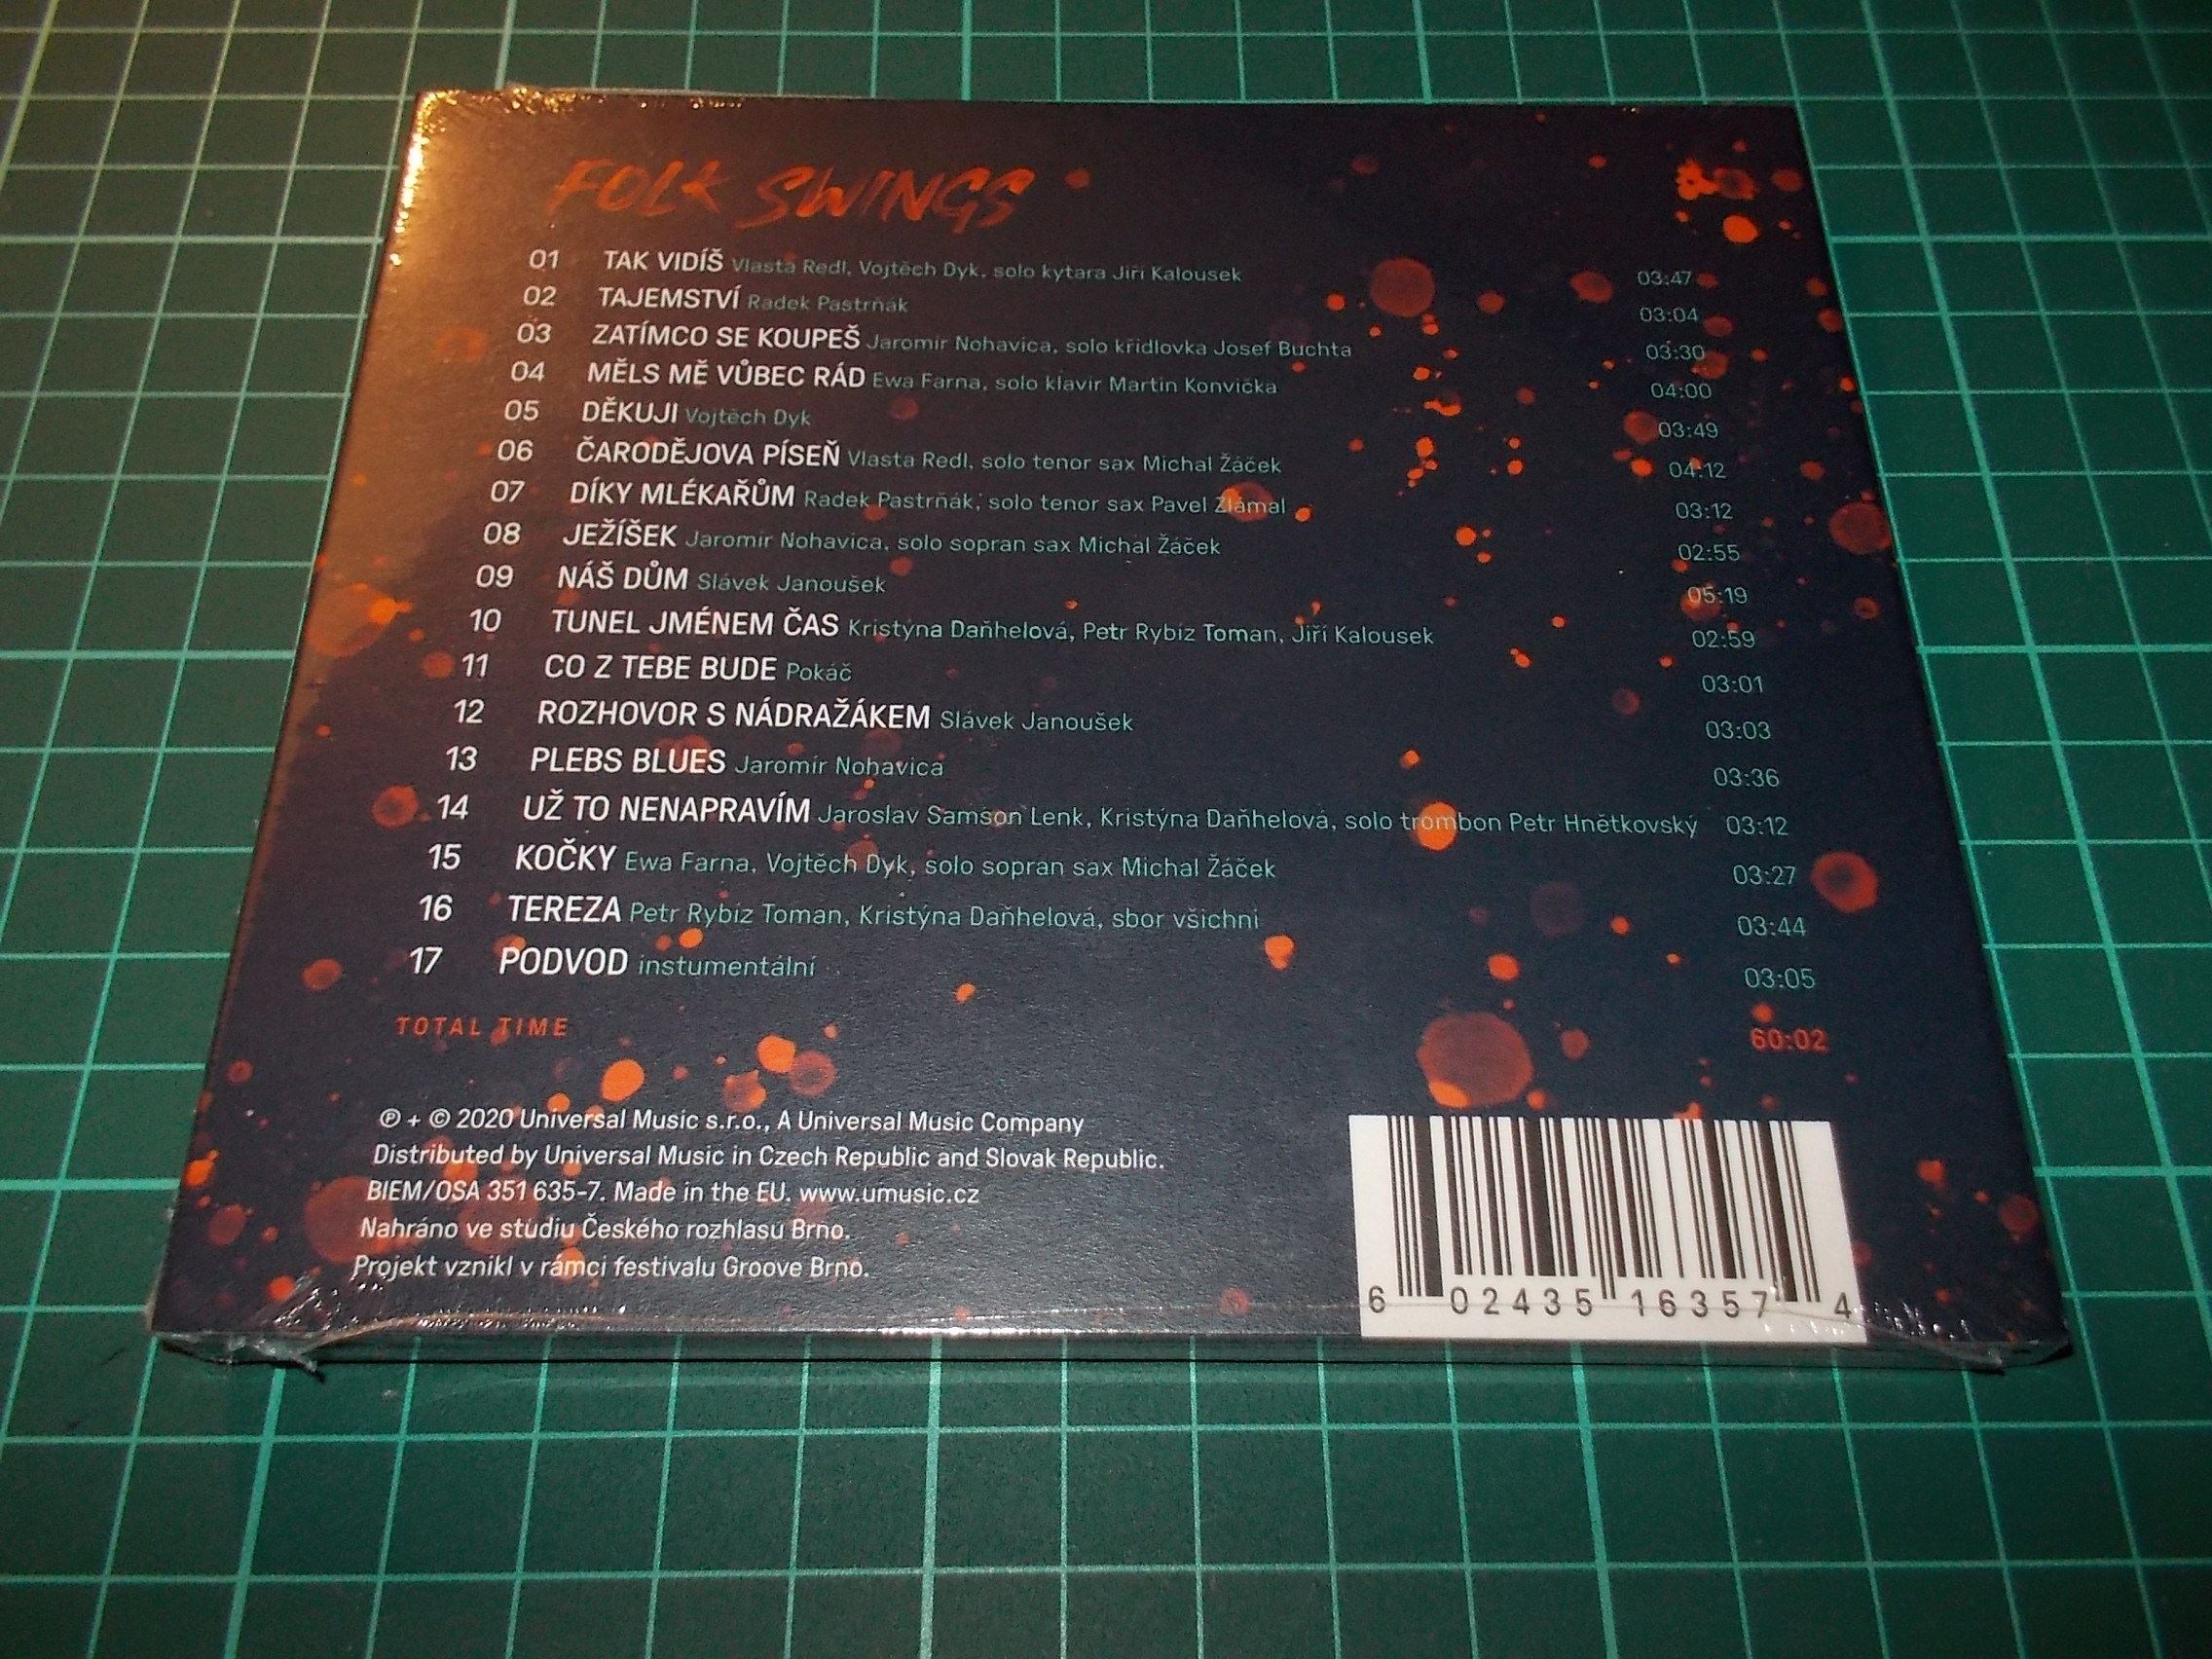 FOLK SWINGS
01 TAK VIDÍŠ Vlasta Redl, Vojtěch Dyk, solo kytara Jiří Kalousek 03:47
02 TAJEMSTVÍ Radek Pastrňák 03:04
03 ZATÍMCO SE KOUPEŠ Jaromír Nohavica, solo křídlovka Josef Buchta 03:30
04 MĚLS MĚ VŮBEC RÁD Ewa Farna, solo klavír Martin Konvička 04:00
05 DĚKUJI Vojtěch Dyk 03:49
06 ČARODĚJOVA PÍSEŇ Vlasta Redl, solo tenor sax Michal Žáček 04:12
07 DÍKY MLÉKAŘŮM Radek Pastrňák, solo tenor sax Pavel Zlámal 03:12
08 JEŽÍŠEK Jaromír Nohavica, solo sopran sax Michal Žáček 02:55
09 NÁŠ DŮM Slávek Janoušek 05:19
10 TUNEL JMÉNEM ČAS Kristýna Daňhelová, Petr Rybíz Toman, Jiří Kalousek 02:59
11 CO Z TEBE BUDE Pokáč 03:01
12 ROZHOVOR S NÁDRAŽÁKEM Slávek Janoušek 03:03
13 PLEBS BLUES Jaromír Nohavica 03:36
14 UŽ TO NENAPRAVÍM Jaroslav Samson Lenk, Kristýna Daňhelová, solo trombon Petr Hnětkovský 03:12
15 KOČKY Ewa Farna, Vojtěch Dyk, solo sopran sax Michal Žáček 03:27
16 TEREZA Petr Rybíz Toman, Kristýna Daňhelová, sbor všichni 03:44
17 PODVOD instumentální 03:05
TOTAL TIME 60:02
℗ + © 2020 Universal Music s.r.o., A Universal Music Company
Distributed by Universal Music in Czech Republic and Slovak Republic.
BIEM/OSA 351 635-7. Made in the EU. www.umusic.cz
Nahráno ve studiu Českého rozhlasu Brno.
Projekt vznikl v rámci festivalu Groove Brno.
6 02435 16357 4